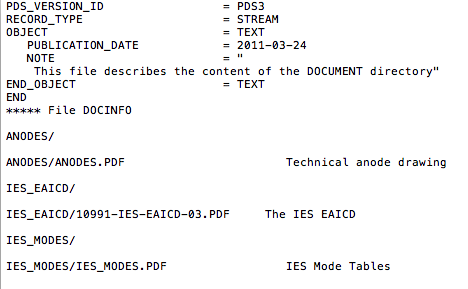 PDS_VERSION_ID = PDS3
RECORD_TYPE = STREAM
OBJECT = TEXT
PUBLICATION_DATE = 2011-03-24
NOTE = "
This file describes the content of the DOCUMENT directory"
END_OBJECT = TEXT
END
***** File DOCINFO
ANODES/
ANODES/ANODES.PDF Technical anode drawing
IES_EAICD/
IES_EAICD/10991-IES-EAICD-03.PDF The IES EAICD
IES_MODES/
IES_MODES/IES_MODES.PDF IES Mode Tables